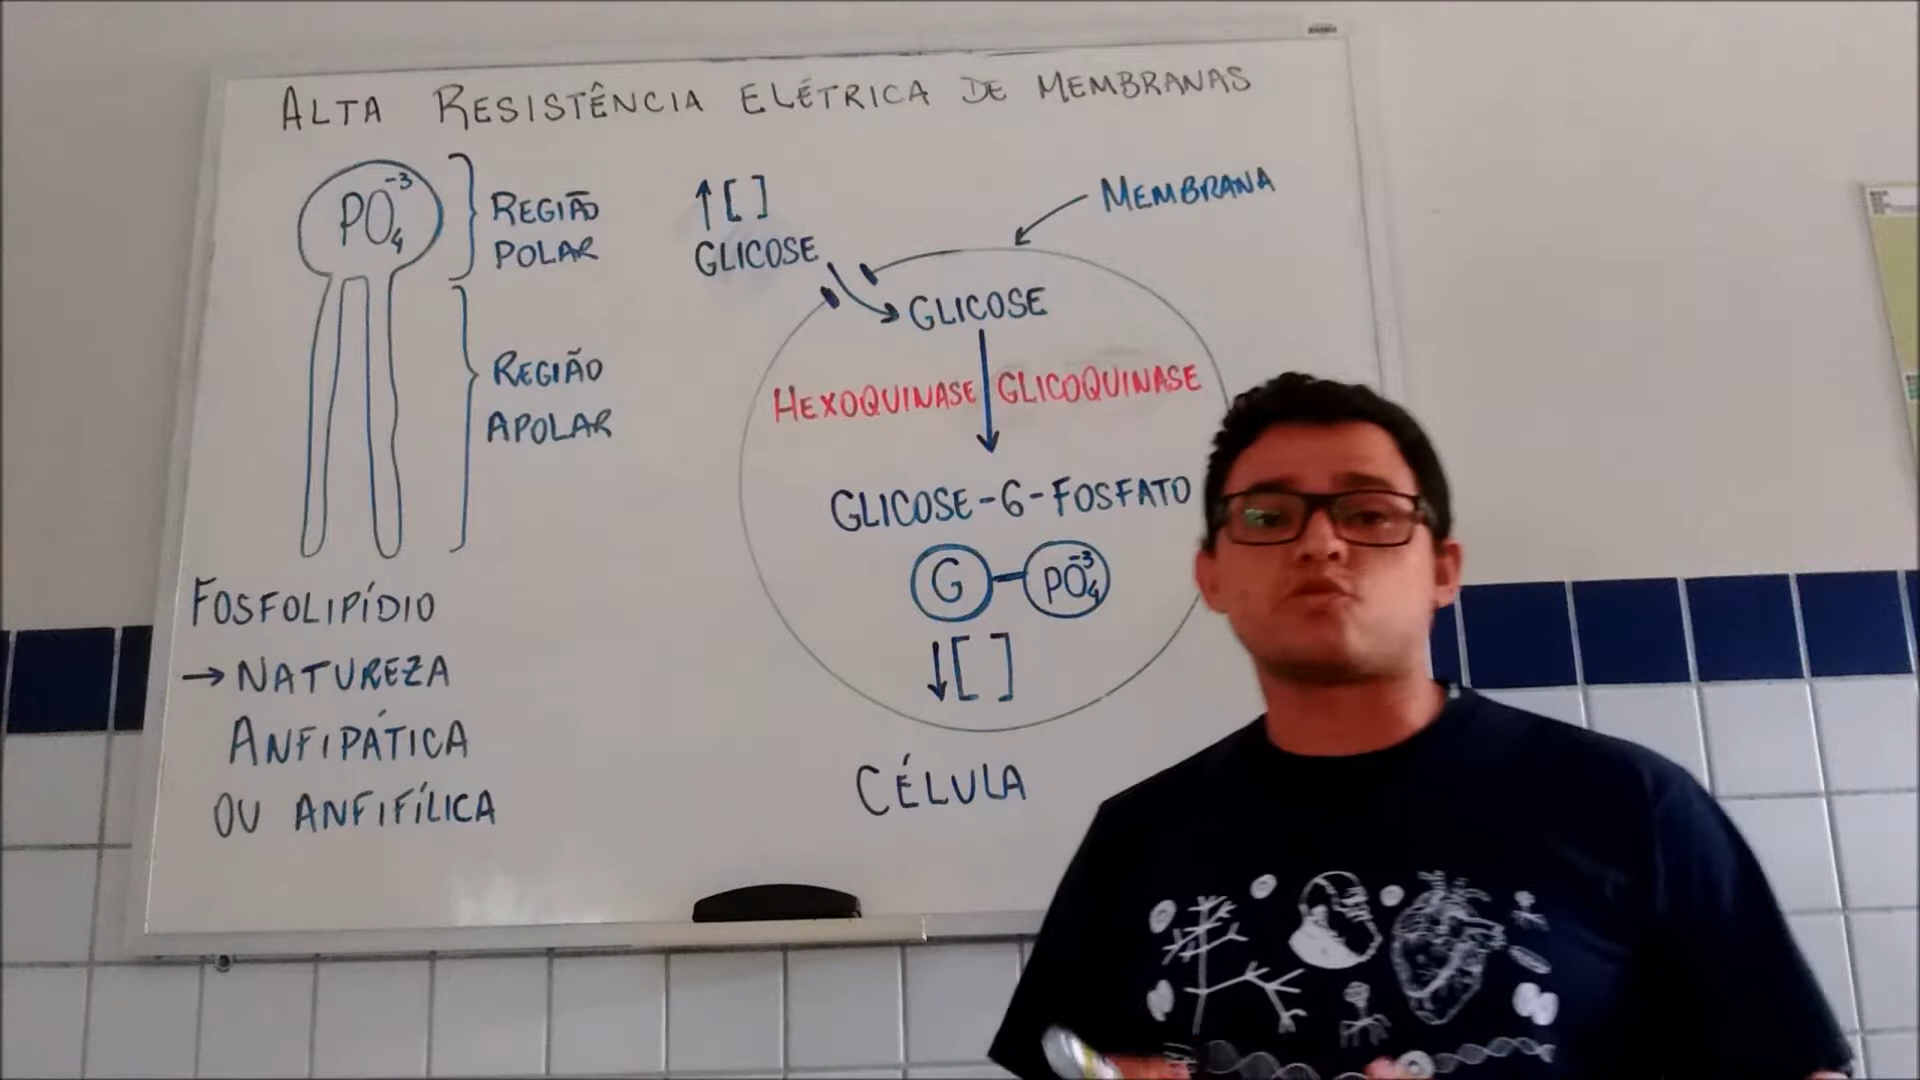 ALTA RESISTÊNCIA ELÉTRICA DE MEMBRANAS
PO₄⁻³
REGIÃO
POLAR
REGIÃO
APOLAR
FOSFOLIPÍDIO
→ NATUREZA
ANFIPÁTICA
OU ANFIFÍLICA
↑[ ]
GLICOSE
MEMBRANA
GLICOSE
HEXOQUINASE GLICOQUINASE
GLICOSE-6-FOSFATO
G - PO₄⁻³
↓[ ]
CÉLULA